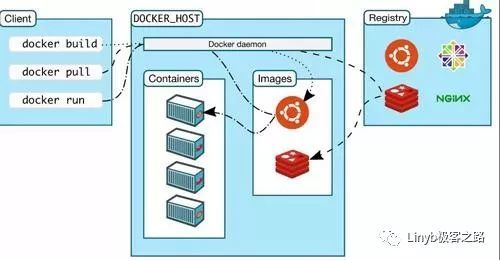 Client
docker build
docker pull
docker run
DOCKER_HOST
Docker daemon
Containers
Images
Registry
NGINX
Linyb极客之路